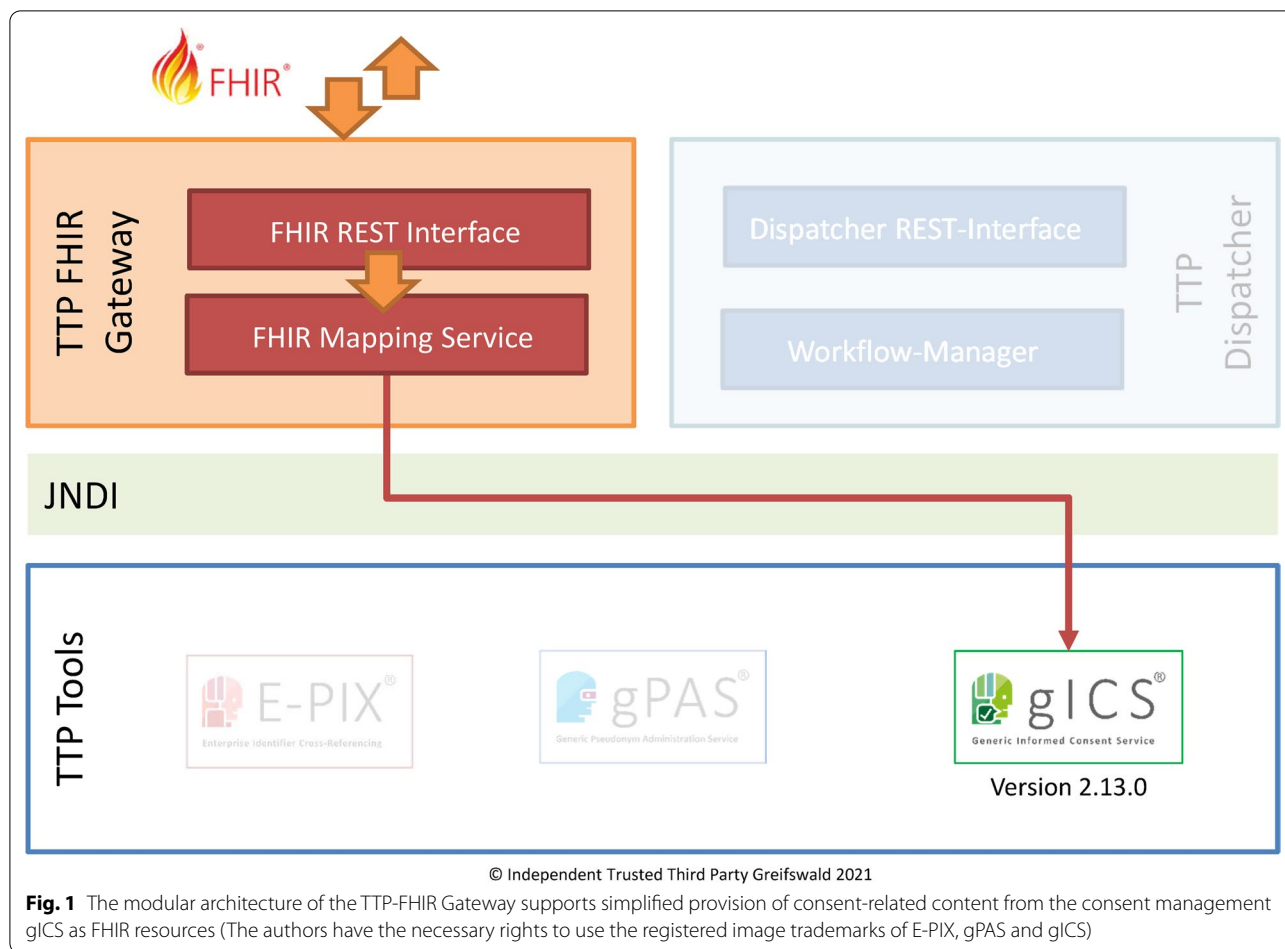 FHIR®
TTP FHIR
Gateway
FHIR REST Interface
FHIR Mapping Service
Dispatcher REST-Interface
Workflow-Manager
TTP
Dispatcher
JNDI
TTP Tools
E-PIX®
Enterprise Identifier Cross-Referencing
gPAS®
Generic Pseudonym Administration Service
gICS®
Generic Informed Consent Service
Version 2.13.0
© Independent Trusted Third Party Greifswald 2021
Fig. 1 The modular architecture of the TTP-FHIR Gateway supports simplified provision of consent-related content from the consent management
gICS as FHIR resources (The authors have the necessary rights to use the registered image trademarks of E-PIX, gPAS and gICS)